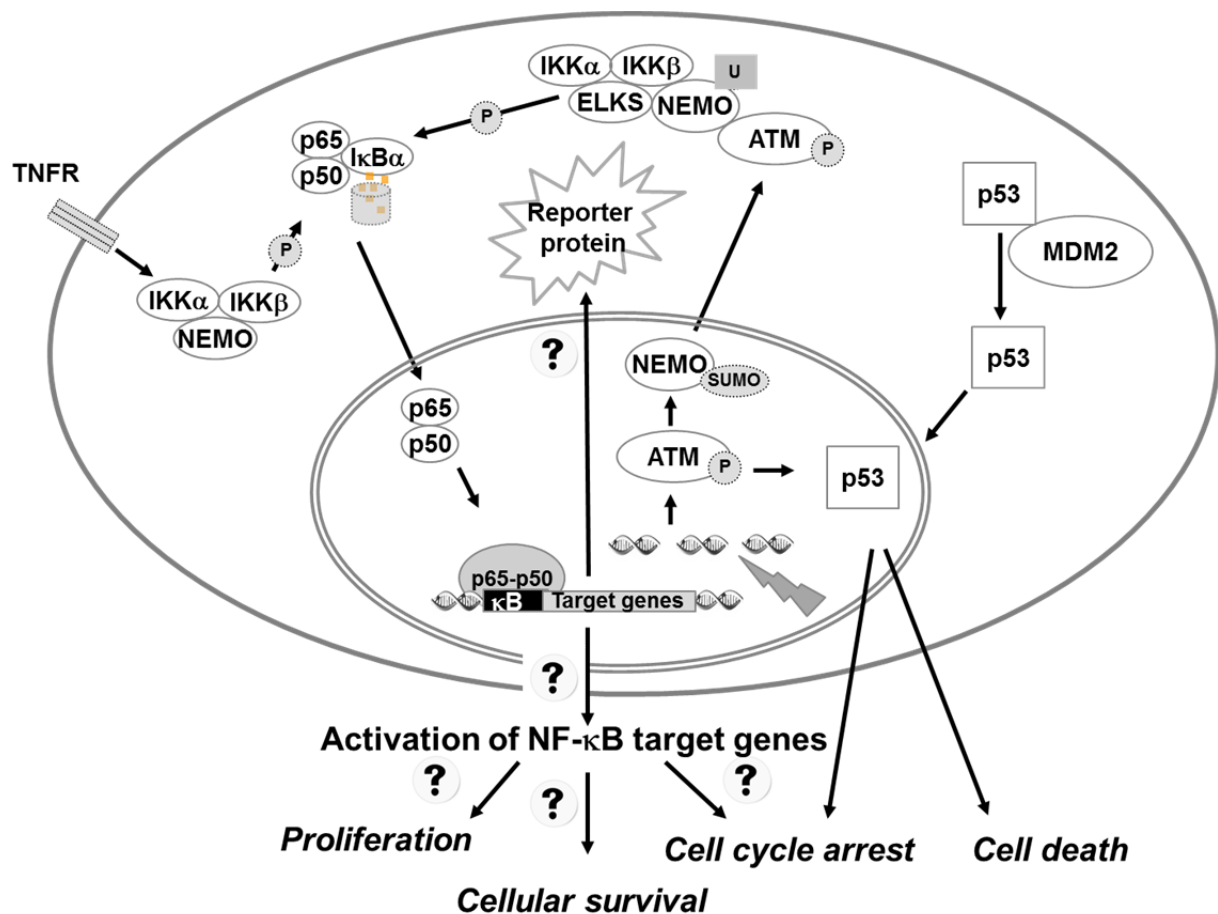 IKKα
IKKβ
U
ELKS
NEMO
ATM
P
P
p65
IκBα
p50
TNFR
P
IKKα
IKKβ
NEMO
Reporter
protein
p53
MDM2
p53
?
NEMO
SUMO
p65
p50
ATM
P
p53
p65-p50
κB
Target genes
?
Activation of NF-κB target genes
?
?
?
Proliferation
Cell cycle arrest
Cell death
Cellular survival